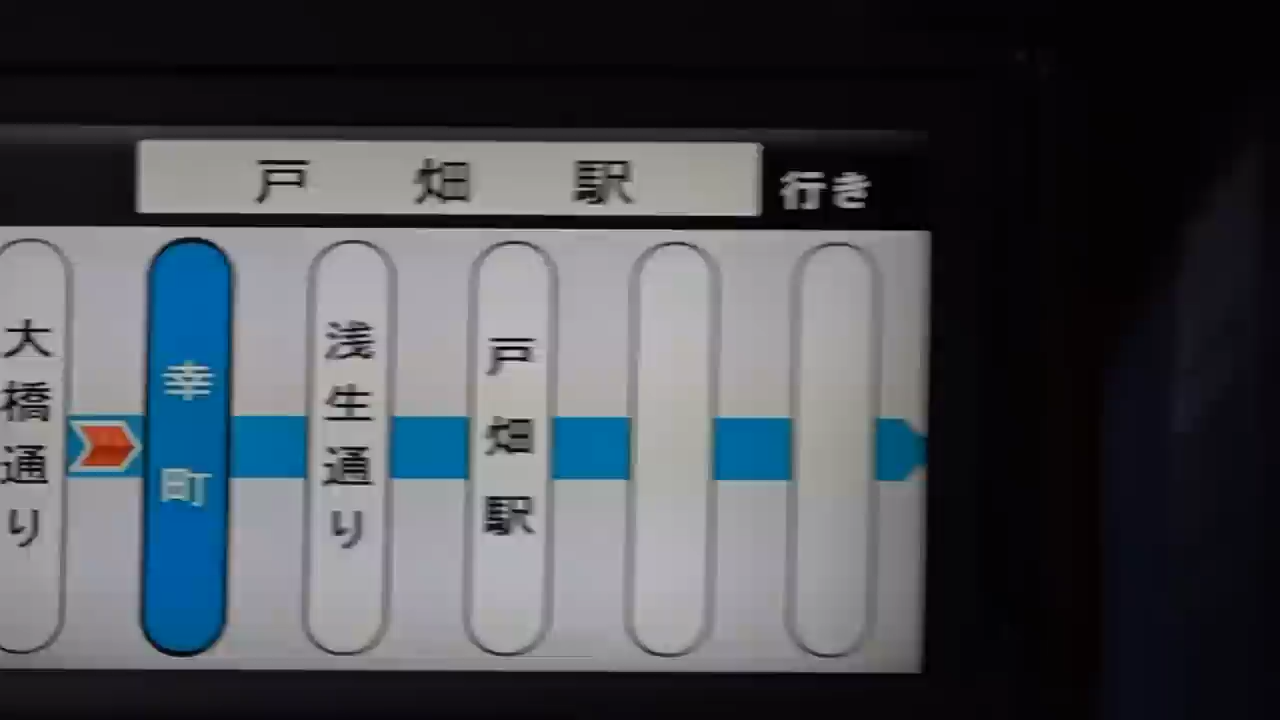 戸畑駅 行き
大橋通り
幸町
浅生通り
戸畑駅